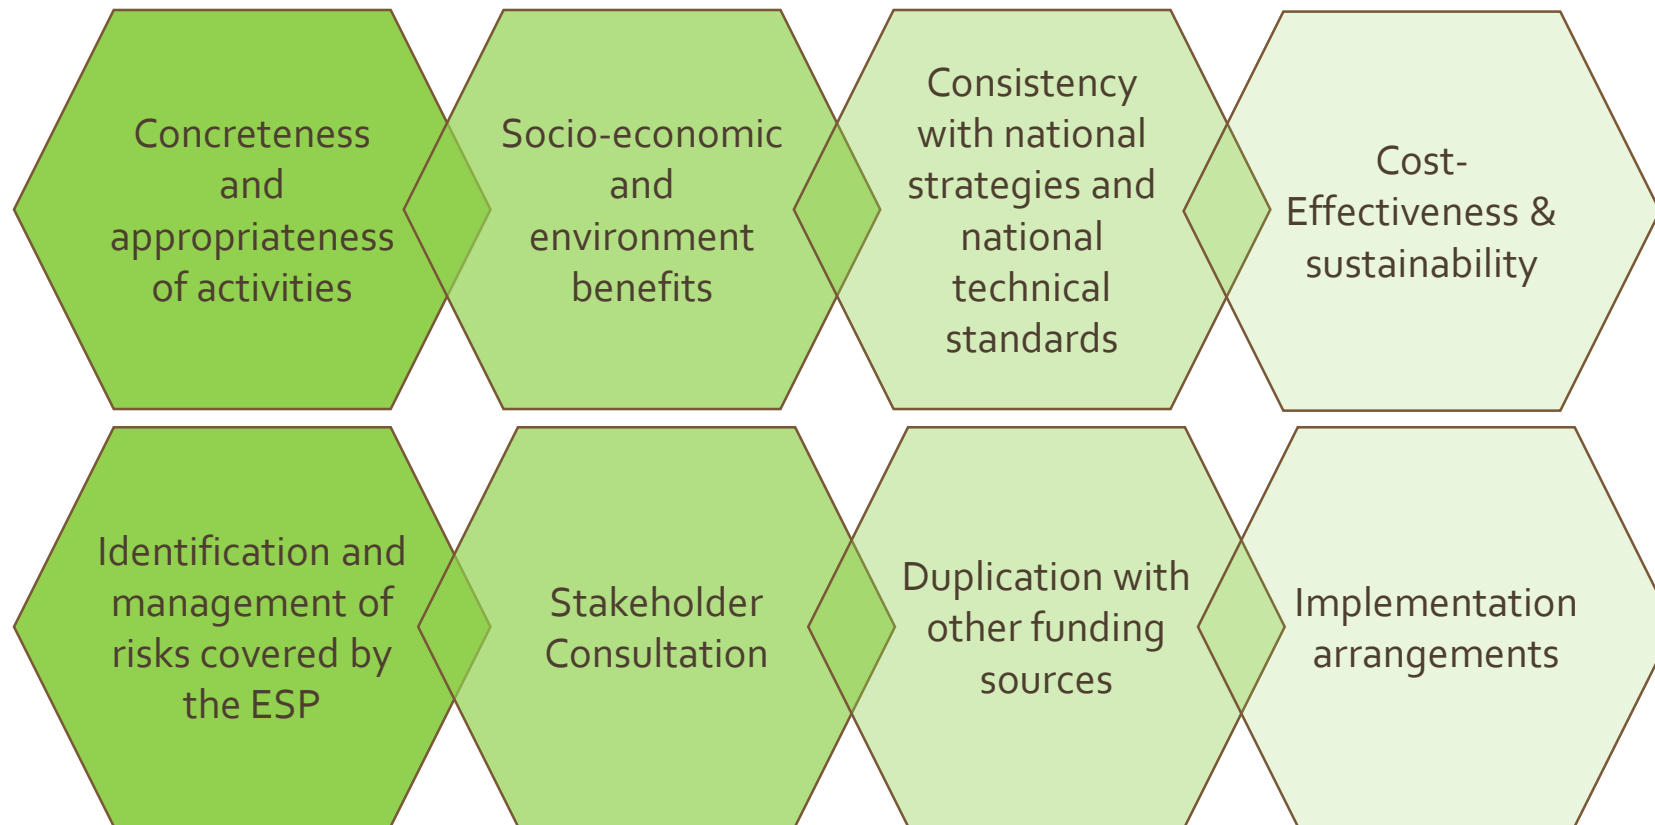 Concreteness
and
appropriateness
of activities
Socio-economic
and
environment
benefits
Consistency
with national
strategies and
national
technical
standards
Cost-
Effectiveness &
sustainability
Identification and
management of
risks covered by
the ESP
Stakeholder
Consultation
Duplication with
other funding
sources
Implementation
arrangements